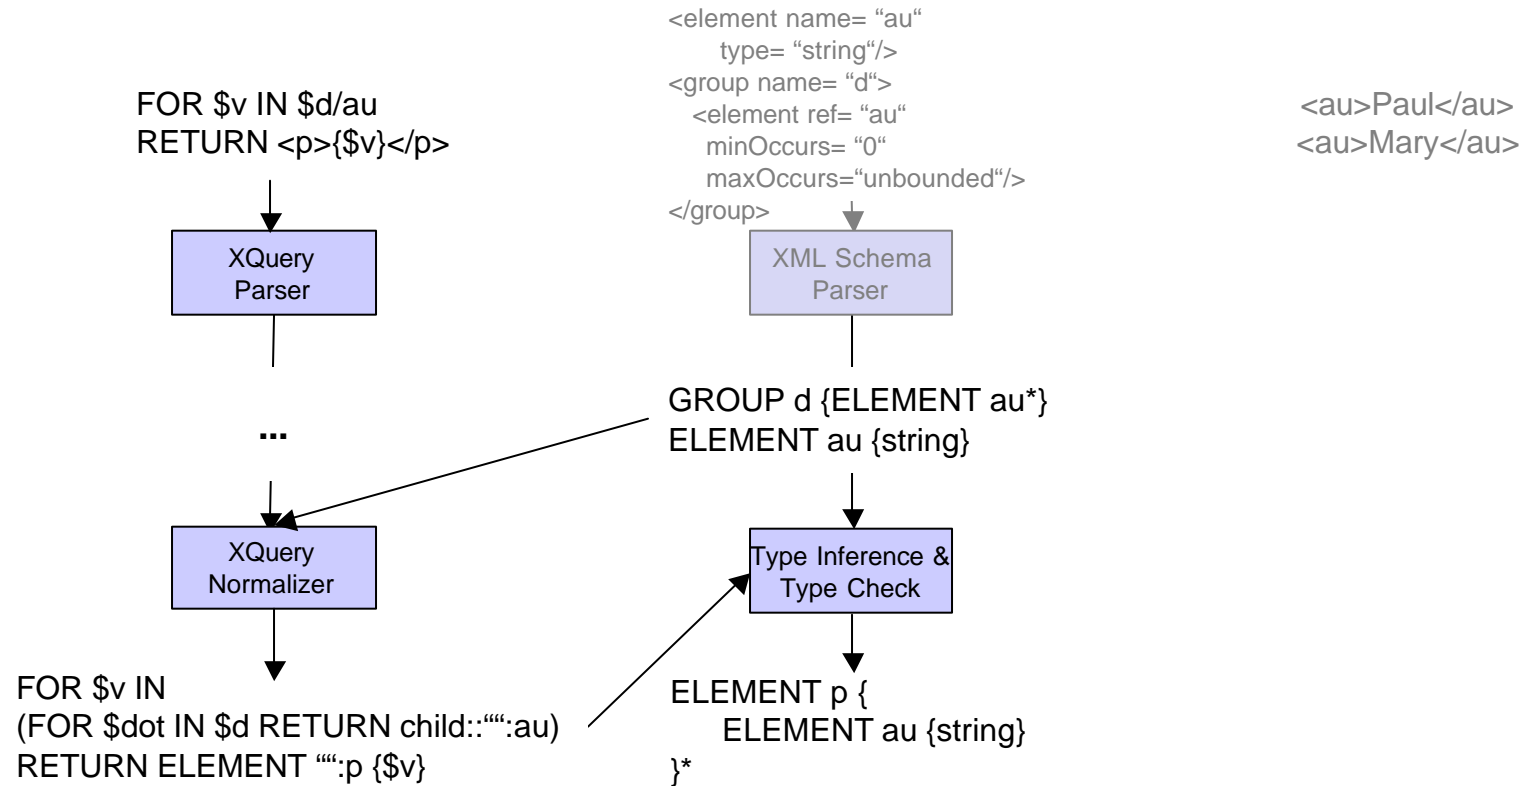 FOR $v IN $d/au
RETURN <p>{$v}</p>
XQuery
Parser
...
XQuery
Normalizer
FOR $v IN
(FOR $dot IN $d RETURN child::““:au)
RETURN ELEMENT ““:p {$v}
<element name= “au“
type= “string“/>
<group name= “d“>
<element ref= “au“
minOccurs= “0“
maxOccurs=“unbounded“/>
</group>
XML Schema
Parser
GROUP d {ELEMENT au*}
ELEMENT au {string}
Type Inference &
Type Check
ELEMENT p {
ELEMENT au {string}
}*
<au>Paul</au>
<au>Mary</au>